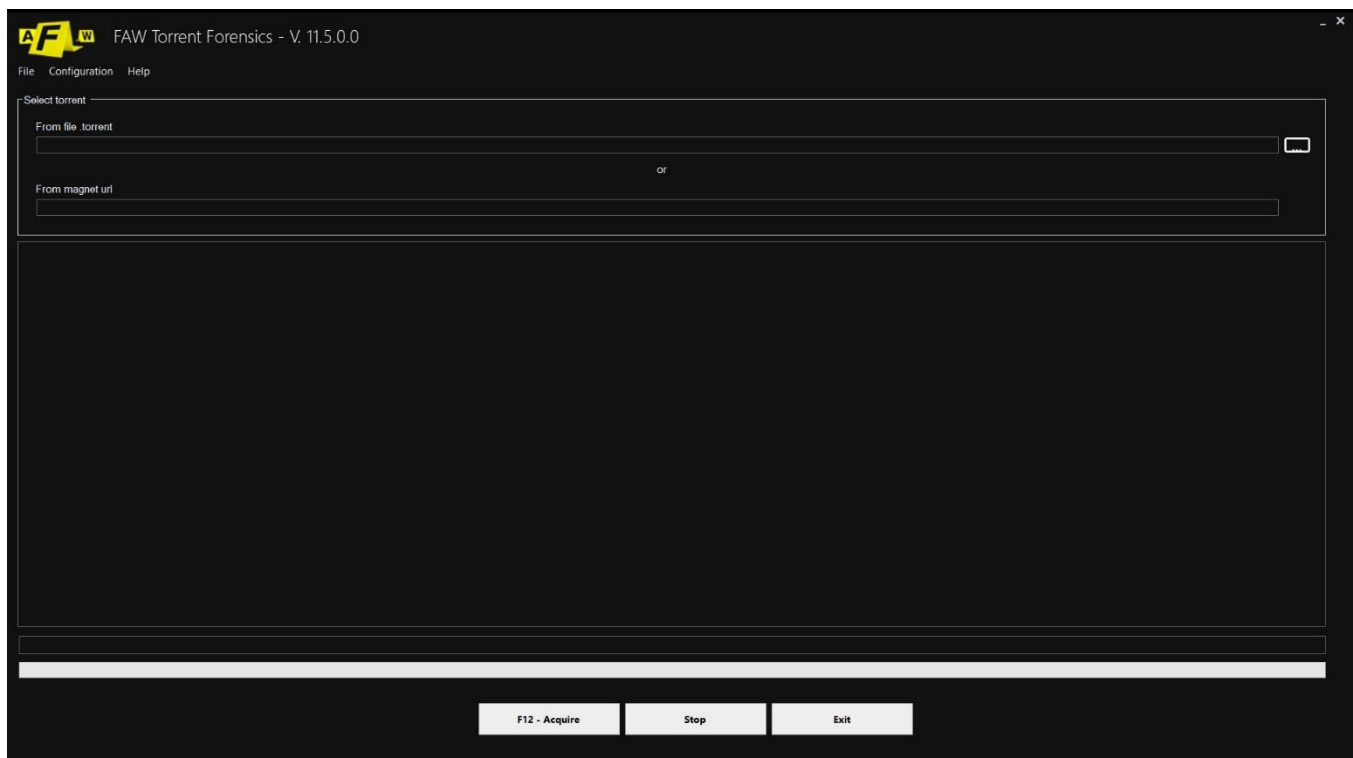 A F W FAW Torrent Forensics - V. 11.5.0.0
File Configuration Help
Select torrent
From file .torrent
...
or
From magnet url
F12 - Acquire Stop Exit